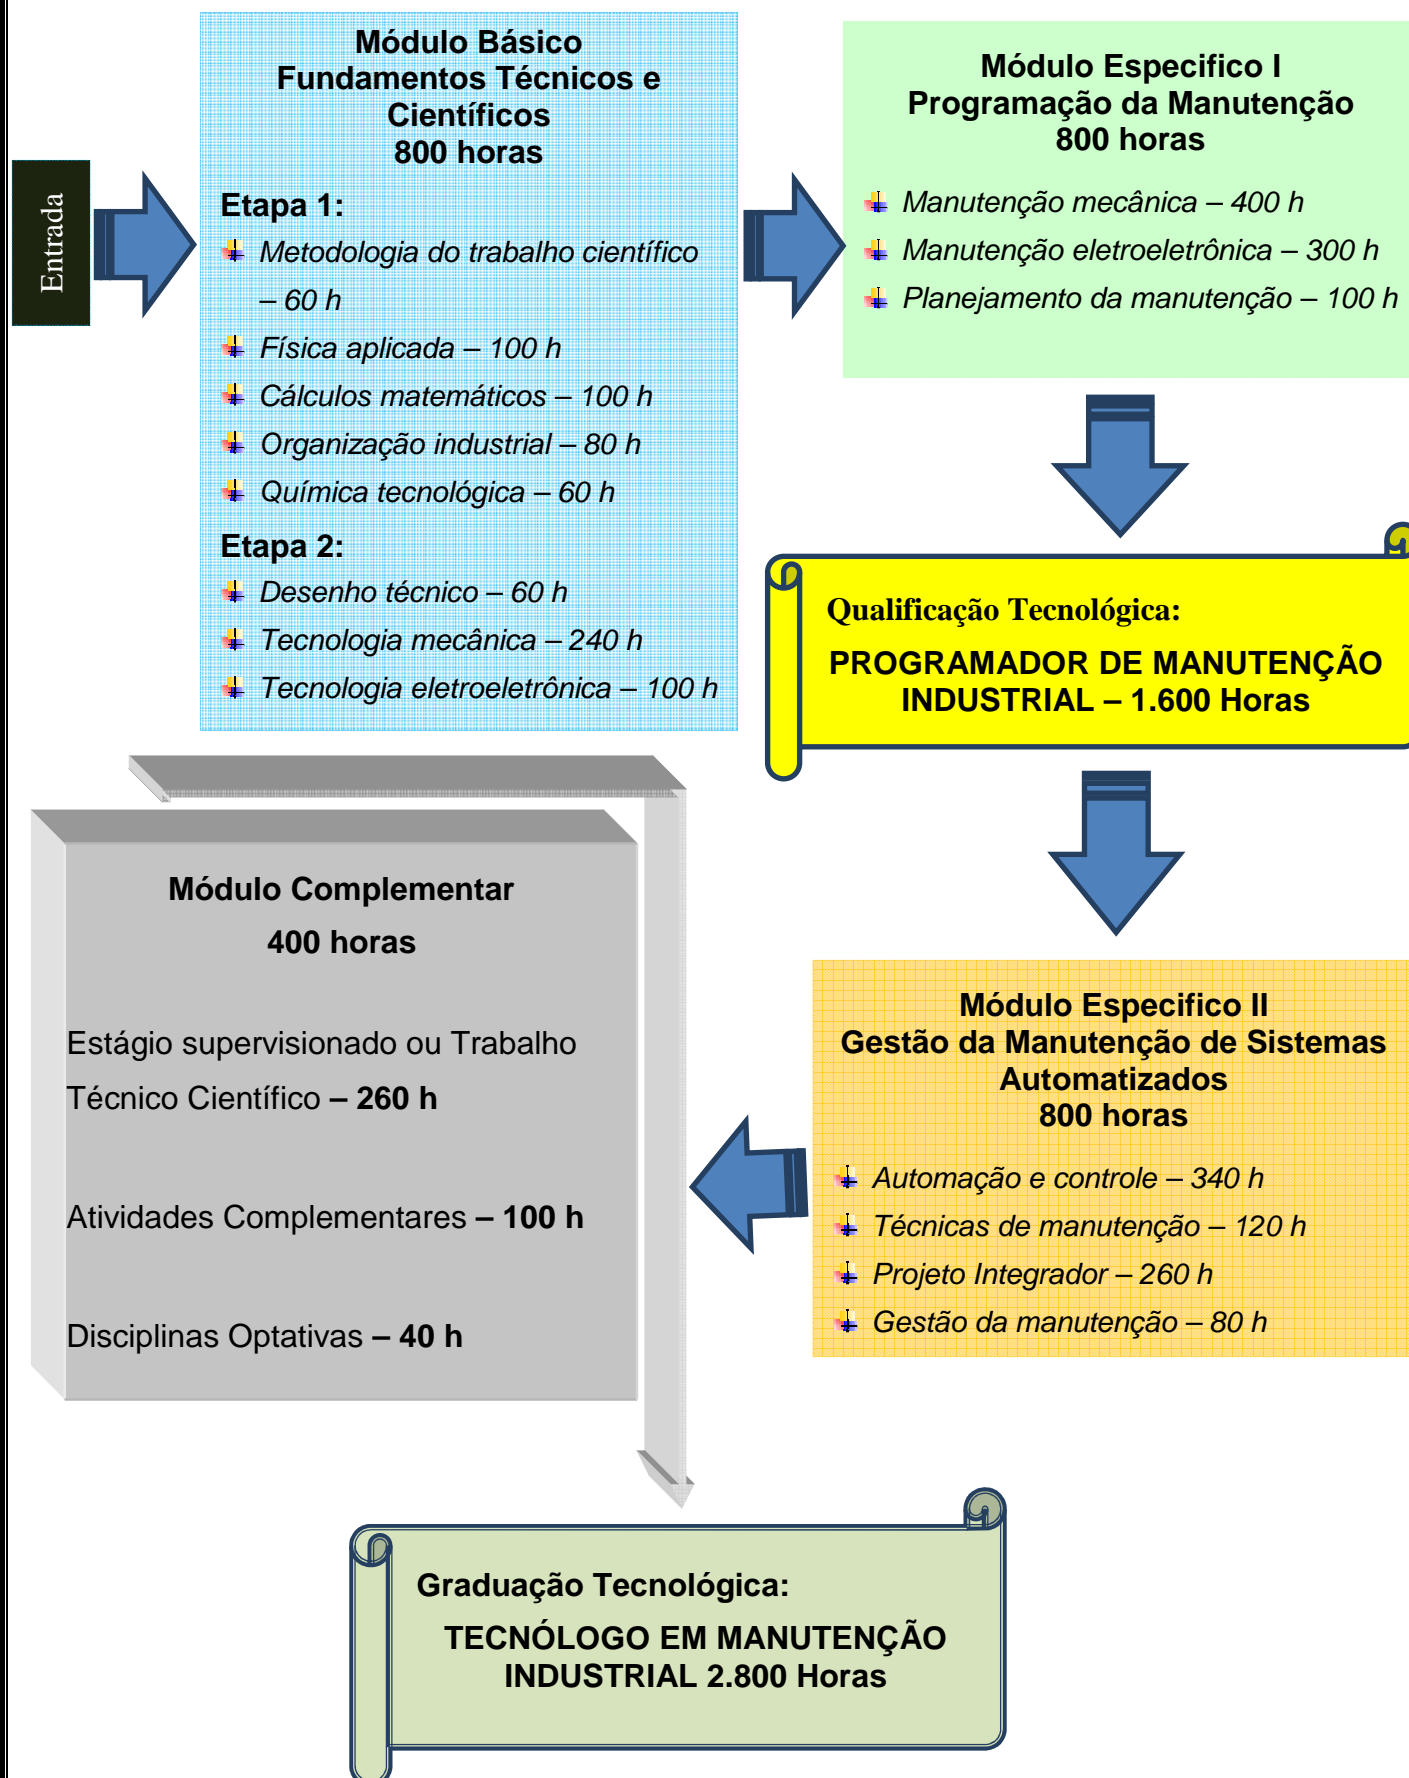 Entrada
Módulo Básico
Fundamentos Técnicos e
Científicos
800 horas
Etapa 1:
Metodologia do trabalho científico
– 60 h
Física aplicada – 100 h
Cálculos matemáticos – 100 h
Organização industrial – 80 h
Química tecnológica – 60 h
Etapa 2:
Desenho técnico – 60 h
Tecnologia mecânica – 240 h
Tecnologia eletroeletrônica – 100 h
Módulo Especifico I
Programação da Manutenção
800 horas
Manutenção mecânica – 400 h
Manutenção eletroeletrônica – 300 h
Planejamento da manutenção – 100 h
Qualificação Tecnológica:
PROGRAMADOR DE MANUTENÇÃO
INDUSTRIAL – 1.600 Horas
Módulo Especifico II
Gestão da Manutenção de Sistemas
Automatizados
800 horas
Automação e controle – 340 h
Técnicas de manutenção – 120 h
Projeto Integrador – 260 h
Gestão da manutenção – 80 h
Módulo Complementar
400 horas
Estágio supervisionado ou Trabalho
Técnico Científico – 260 h
Atividades Complementares – 100 h
Disciplinas Optativas – 40 h
Graduação Tecnológica:
TECNÓLOGO EM MANUTENÇÃO
INDUSTRIAL 2.800 Horas